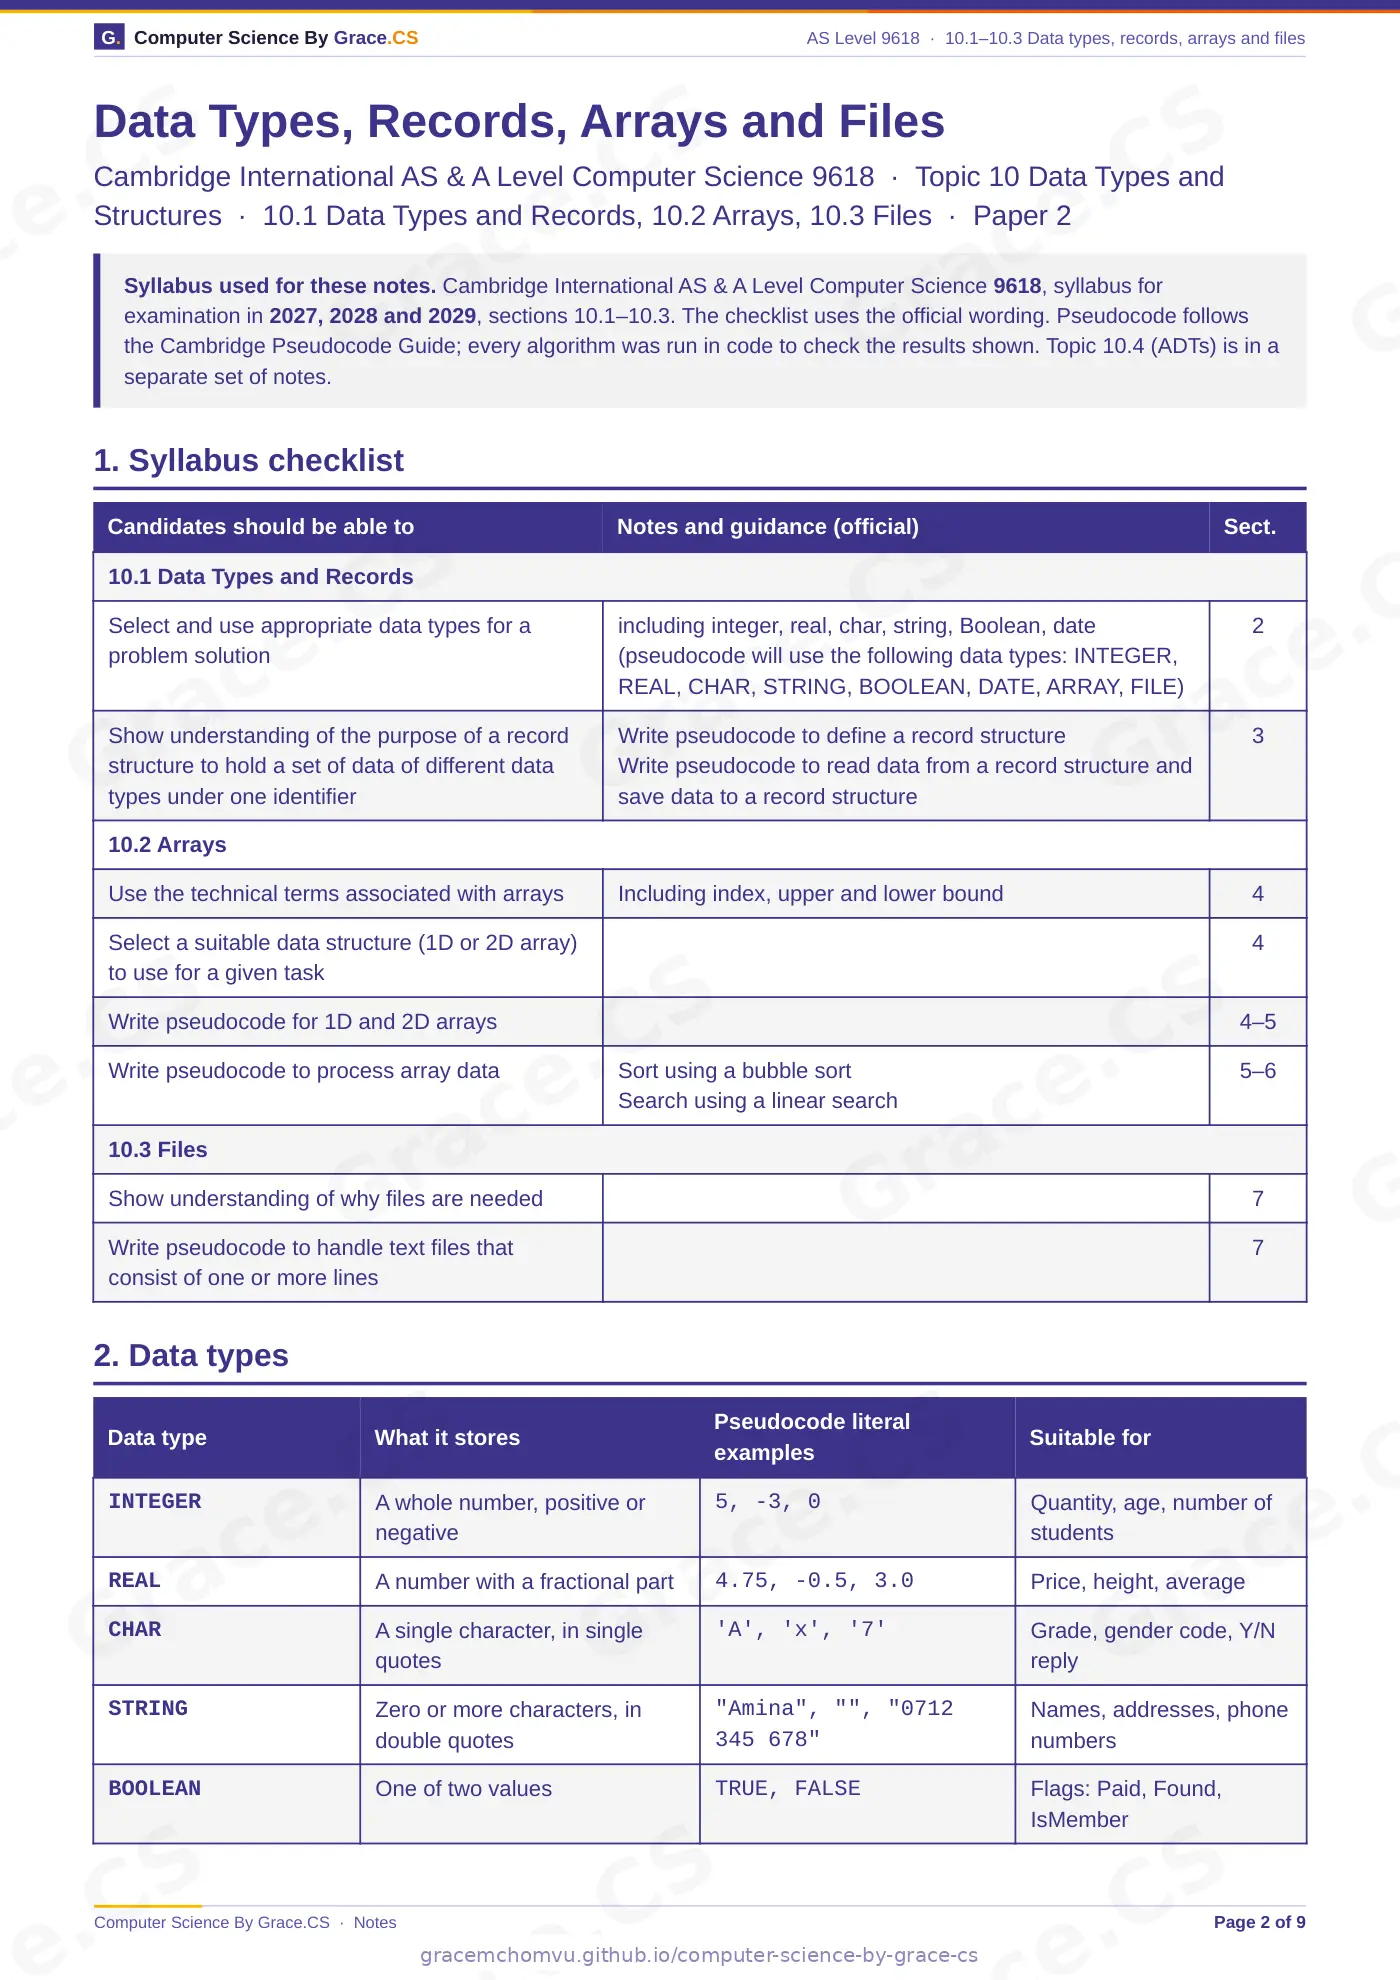 G. Computer Science By Grace.CS
AS Level 9618 · 10.1–10.3 Data types, records, arrays and files
Data Types, Records, Arrays and Files
Cambridge International AS & A Level Computer Science 9618 · Topic 10 Data Types and
Structures · 10.1 Data Types and Records, 10.2 Arrays, 10.3 Files · Paper 2
Syllabus used for these notes. Cambridge International AS & A Level Computer Science 9618, syllabus for
examination in 2027, 2028 and 2029, sections 10.1–10.3. The checklist uses the official wording. Pseudocode follows
the Cambridge Pseudocode Guide; every algorithm was run in code to check the results shown. Topic 10.4 (ADTs) is in a
separate set of notes.
1. Syllabus checklist
Candidates should be able to
Notes and guidance (official)
Sect.
10.1 Data Types and Records
Select and use appropriate data types for a
problem solution
including integer, real, char, string, Boolean, date
(pseudocode will use the following data types: INTEGER,
REAL, CHAR, STRING, BOOLEAN, DATE, ARRAY, FILE)
2
Show understanding of the purpose of a record
structure to hold a set of data of different data
types under one identifier
Write pseudocode to define a record structure
Write pseudocode to read data from a record structure and
save data to a record structure
3
10.2 Arrays
Use the technical terms associated with arrays
Including index, upper and lower bound
4
Select a suitable data structure (1D or 2D array)
to use for a given task
4
Write pseudocode for 1D and 2D arrays
4–5
Write pseudocode to process array data
Sort using a bubble sort
Search using a linear search
5–6
10.3 Files
Show understanding of why files are needed
7
Write pseudocode to handle text files that
consist of one or more lines
7
2. Data types
Data type
What it stores
Pseudocode literal
examples
Suitable for
INTEGER
A whole number, positive or
negative
5, -3, 0
Quantity, age, number of
students
REAL
A number with a fractional part
4.75, -0.5, 3.0
Price, height, average
CHAR
A single character, in single
quotes
'A', 'x', '7'
Grade, gender code, Y/N
reply
STRING
Zero or more characters, in
double quotes
"Amina", "", "0712
345 678"
Names, addresses, phone
numbers
BOOLEAN
One of two values
TRUE, FALSE
Flags: Paid, Found,
IsMember
Computer Science By Grace.CS · Notes
Page 2 of 9
gracemchomvu.github.io/computer-science-by-grace-cs